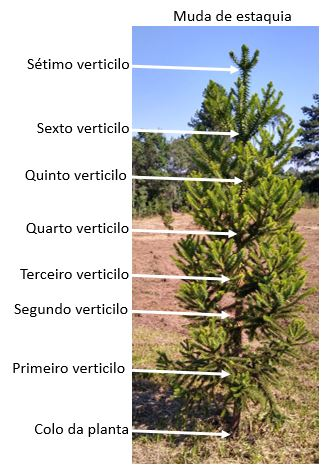 Muda de estaquia
Sétimo verticilo
Sexto verticilo
Quinto verticilo
Quarto verticilo
Terceiro verticilo
Segundo verticilo
Primeiro verticilo
Colo da planta